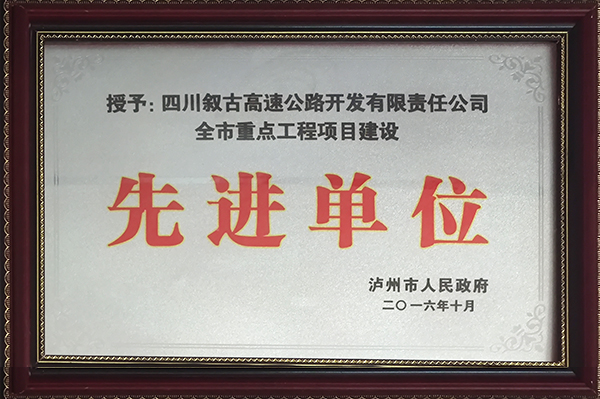 授予：四川叙古高速公路开发有限责任公司
全市重点工程项目建设
先进单位
泸州市人民政府
二〇一六年十月